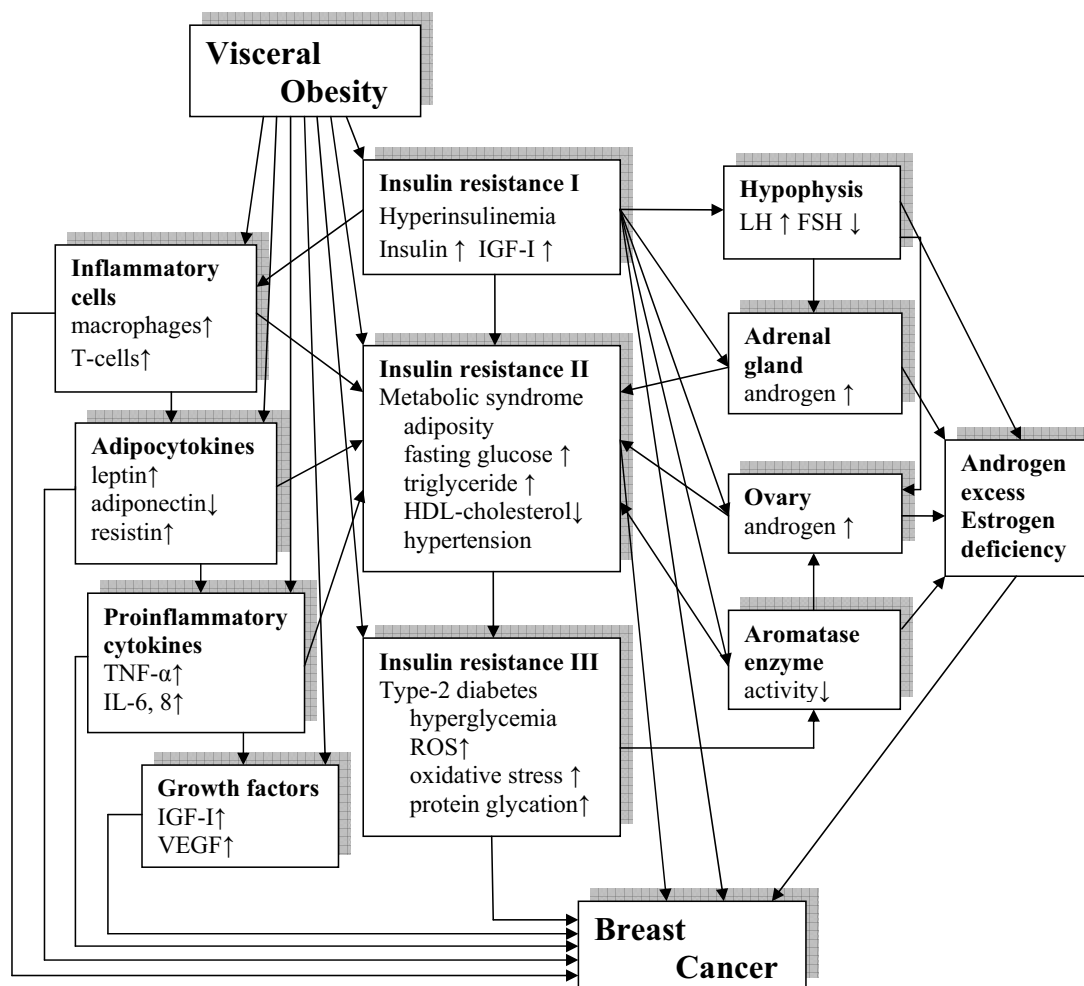 Visceral
Obesity
Insulin resistance I
Hyperinsulinemia
Insulin ↑ IGF-I ↑
Hypophysis
LH ↑ FSH ↓
Inflammatory
cells
macrophages↑
T-cells↑
Adrenal
gland
androgen ↑
Insulin resistance II
Metabolic syndrome
adiposity
fasting glucose ↑
triglyceride ↑
HDL-cholesterol↓
hypertension
Adipocytokines
leptin↑
adiponectin↓
resistin↑
Ovary
androgen ↑
Androgen
excess
Estrogen
deficiency
Proinflammatory
cytokines
TNF-α↑
IL-6, 8↑
Aromatase
enzyme
activity↓
Insulin resistance III
Type-2 diabetes
hyperglycemia
ROS↑
oxidative stress ↑
protein glycation↑
Growth factors
IGF-I↑
VEGF↑
Breast
Cancer